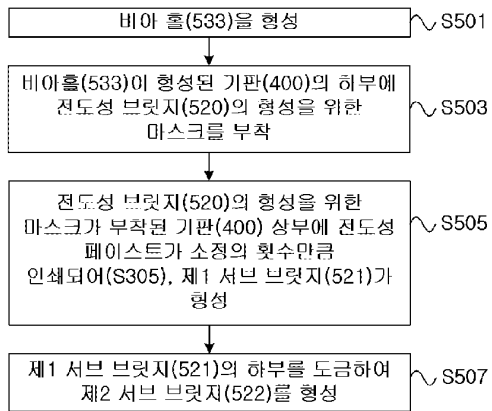 비아 홀(533)을 형성
S501
비아홀(533)이 형성된 기판(400)의 하부에
전도성 브릿지(520)의 형성을 위한
마스크를 부착
S503
전도성 브릿지(520)의 형성을 위한
마스크가 부착된 기판(400) 상부에 전도성
페이스트가 소정의 횟수만큼
인쇄되어(S305), 제1 서브 브릿지(521)가
형성
S505
제1 서브 브릿지(521)의 하부를 도금하여
제2 서브 브릿지(522)를 형성
S507